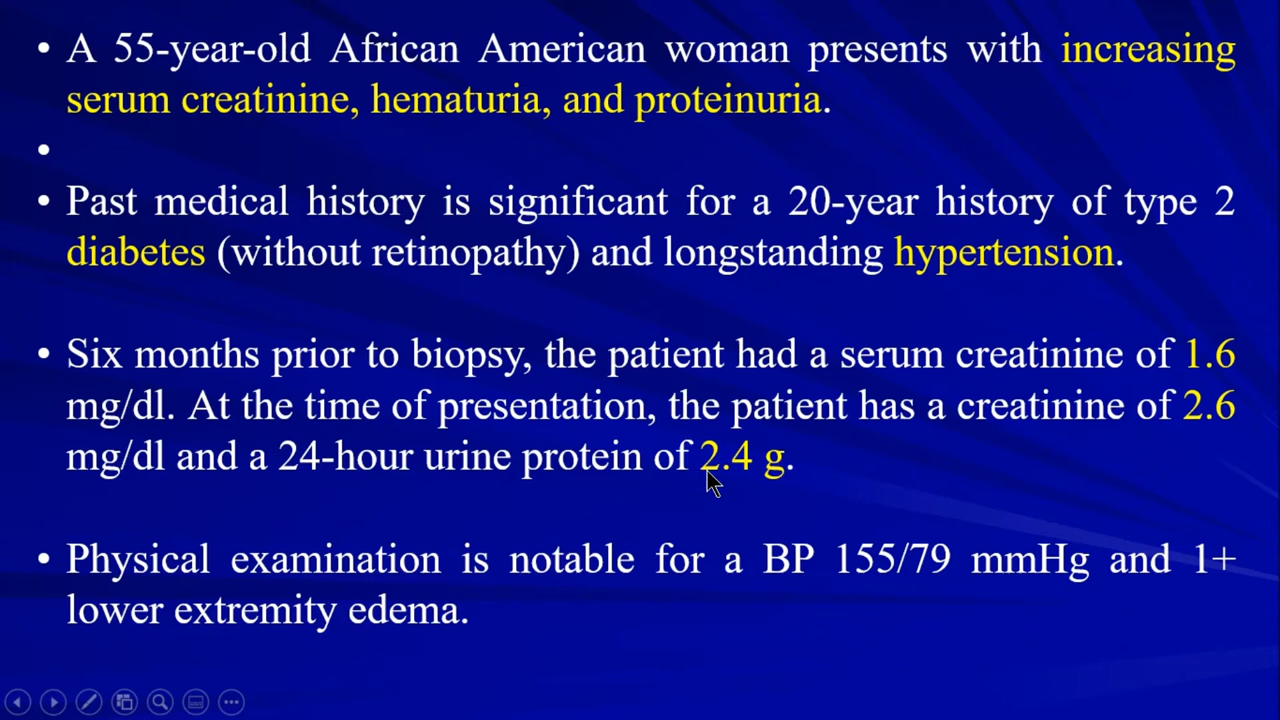 • A 55-year-old African American woman presents with increasing
serum creatinine, hematuria, and proteinuria.
•
• Past medical history is significant for a 20-year history of type 2
diabetes (without retinopathy) and longstanding hypertension.
• Six months prior to biopsy, the patient had a serum creatinine of 1.6
mg/dl. At the time of presentation, the patient has a creatinine of 2.6
mg/dl and a 24-hour urine protein of 2.4 g.
• Physical examination is notable for a BP 155/79 mmHg and 1+
lower extremity edema.